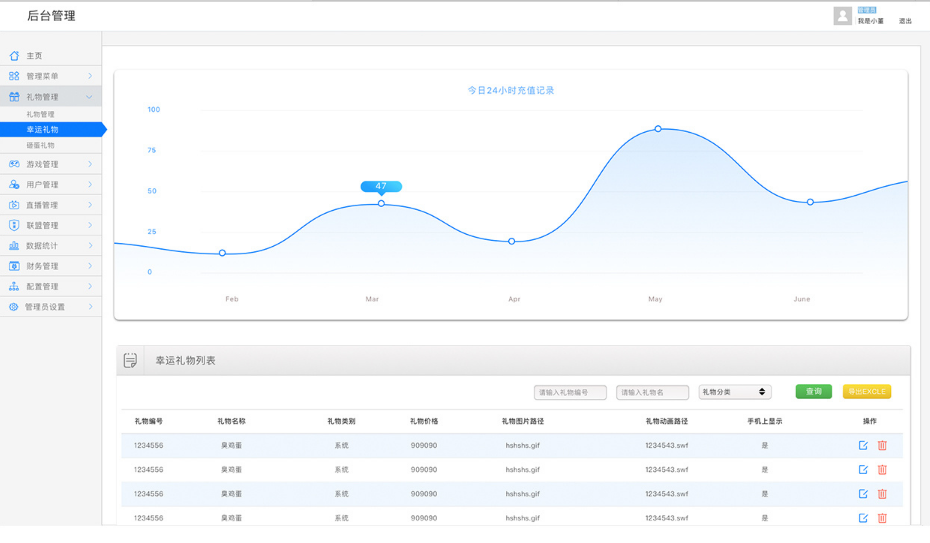 后台管理
管理员
我是小董 退出
主页
管理菜单
礼物管理
礼物管理
幸运礼物
砸蛋礼物
游戏管理
用户管理
直播管理
联盟管理
数据统计
财务管理
配置管理
管理员设置
今日24小时充值记录
100
75
50
25
0
47
Feb Mar Apr May June
幸运礼物列表
请输入礼物编号 请输入礼物名 礼物分类 查询 导出EXCLE
礼物编号 礼物名称 礼物类别 礼物价格 礼物图片路径 礼物动画路径 手机上显示 操作
1234556 臭鸡蛋 系统 909090 hshshs.gif 1234543.swf 是
1234556 臭鸡蛋 系统 909090 hshshs.gif 1234543.swf 是
1234556 臭鸡蛋 系统 909090 hshshs.gif 1234543.swf 是
1234556 臭鸡蛋 系统 909090 hshshs.gif 1234543.swf 是